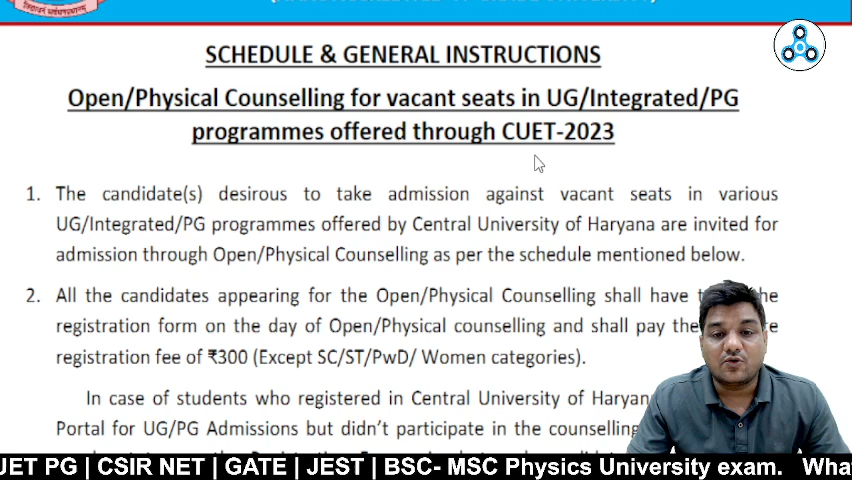 SCHEDULE & GENERAL INSTRUCTIONS
Open/Physical Counselling for vacant seats in UG/Integrated/PG
programmes offered through CUET-2023
1. The candidate(s) desirous to take admission against vacant seats in various
UG/Integrated/PG programmes offered by Central University of Haryana are invited for
admission through Open/Physical Counselling as per the schedule mentioned below.
2. All the candidates appearing for the Open/Physical Counselling shall have
registration form on the day of Open/Physical counselling and shall pay the
registration fee of ₹300 (Except SC/ST/PwD/ Women categories).
In case of students who registered in Central University of
Portal for UG/PG Admissions but didn't participate in the counselling
UET PG | CSIR NET | GATE | JEST | BSC- MSC Physics University exam. Wha